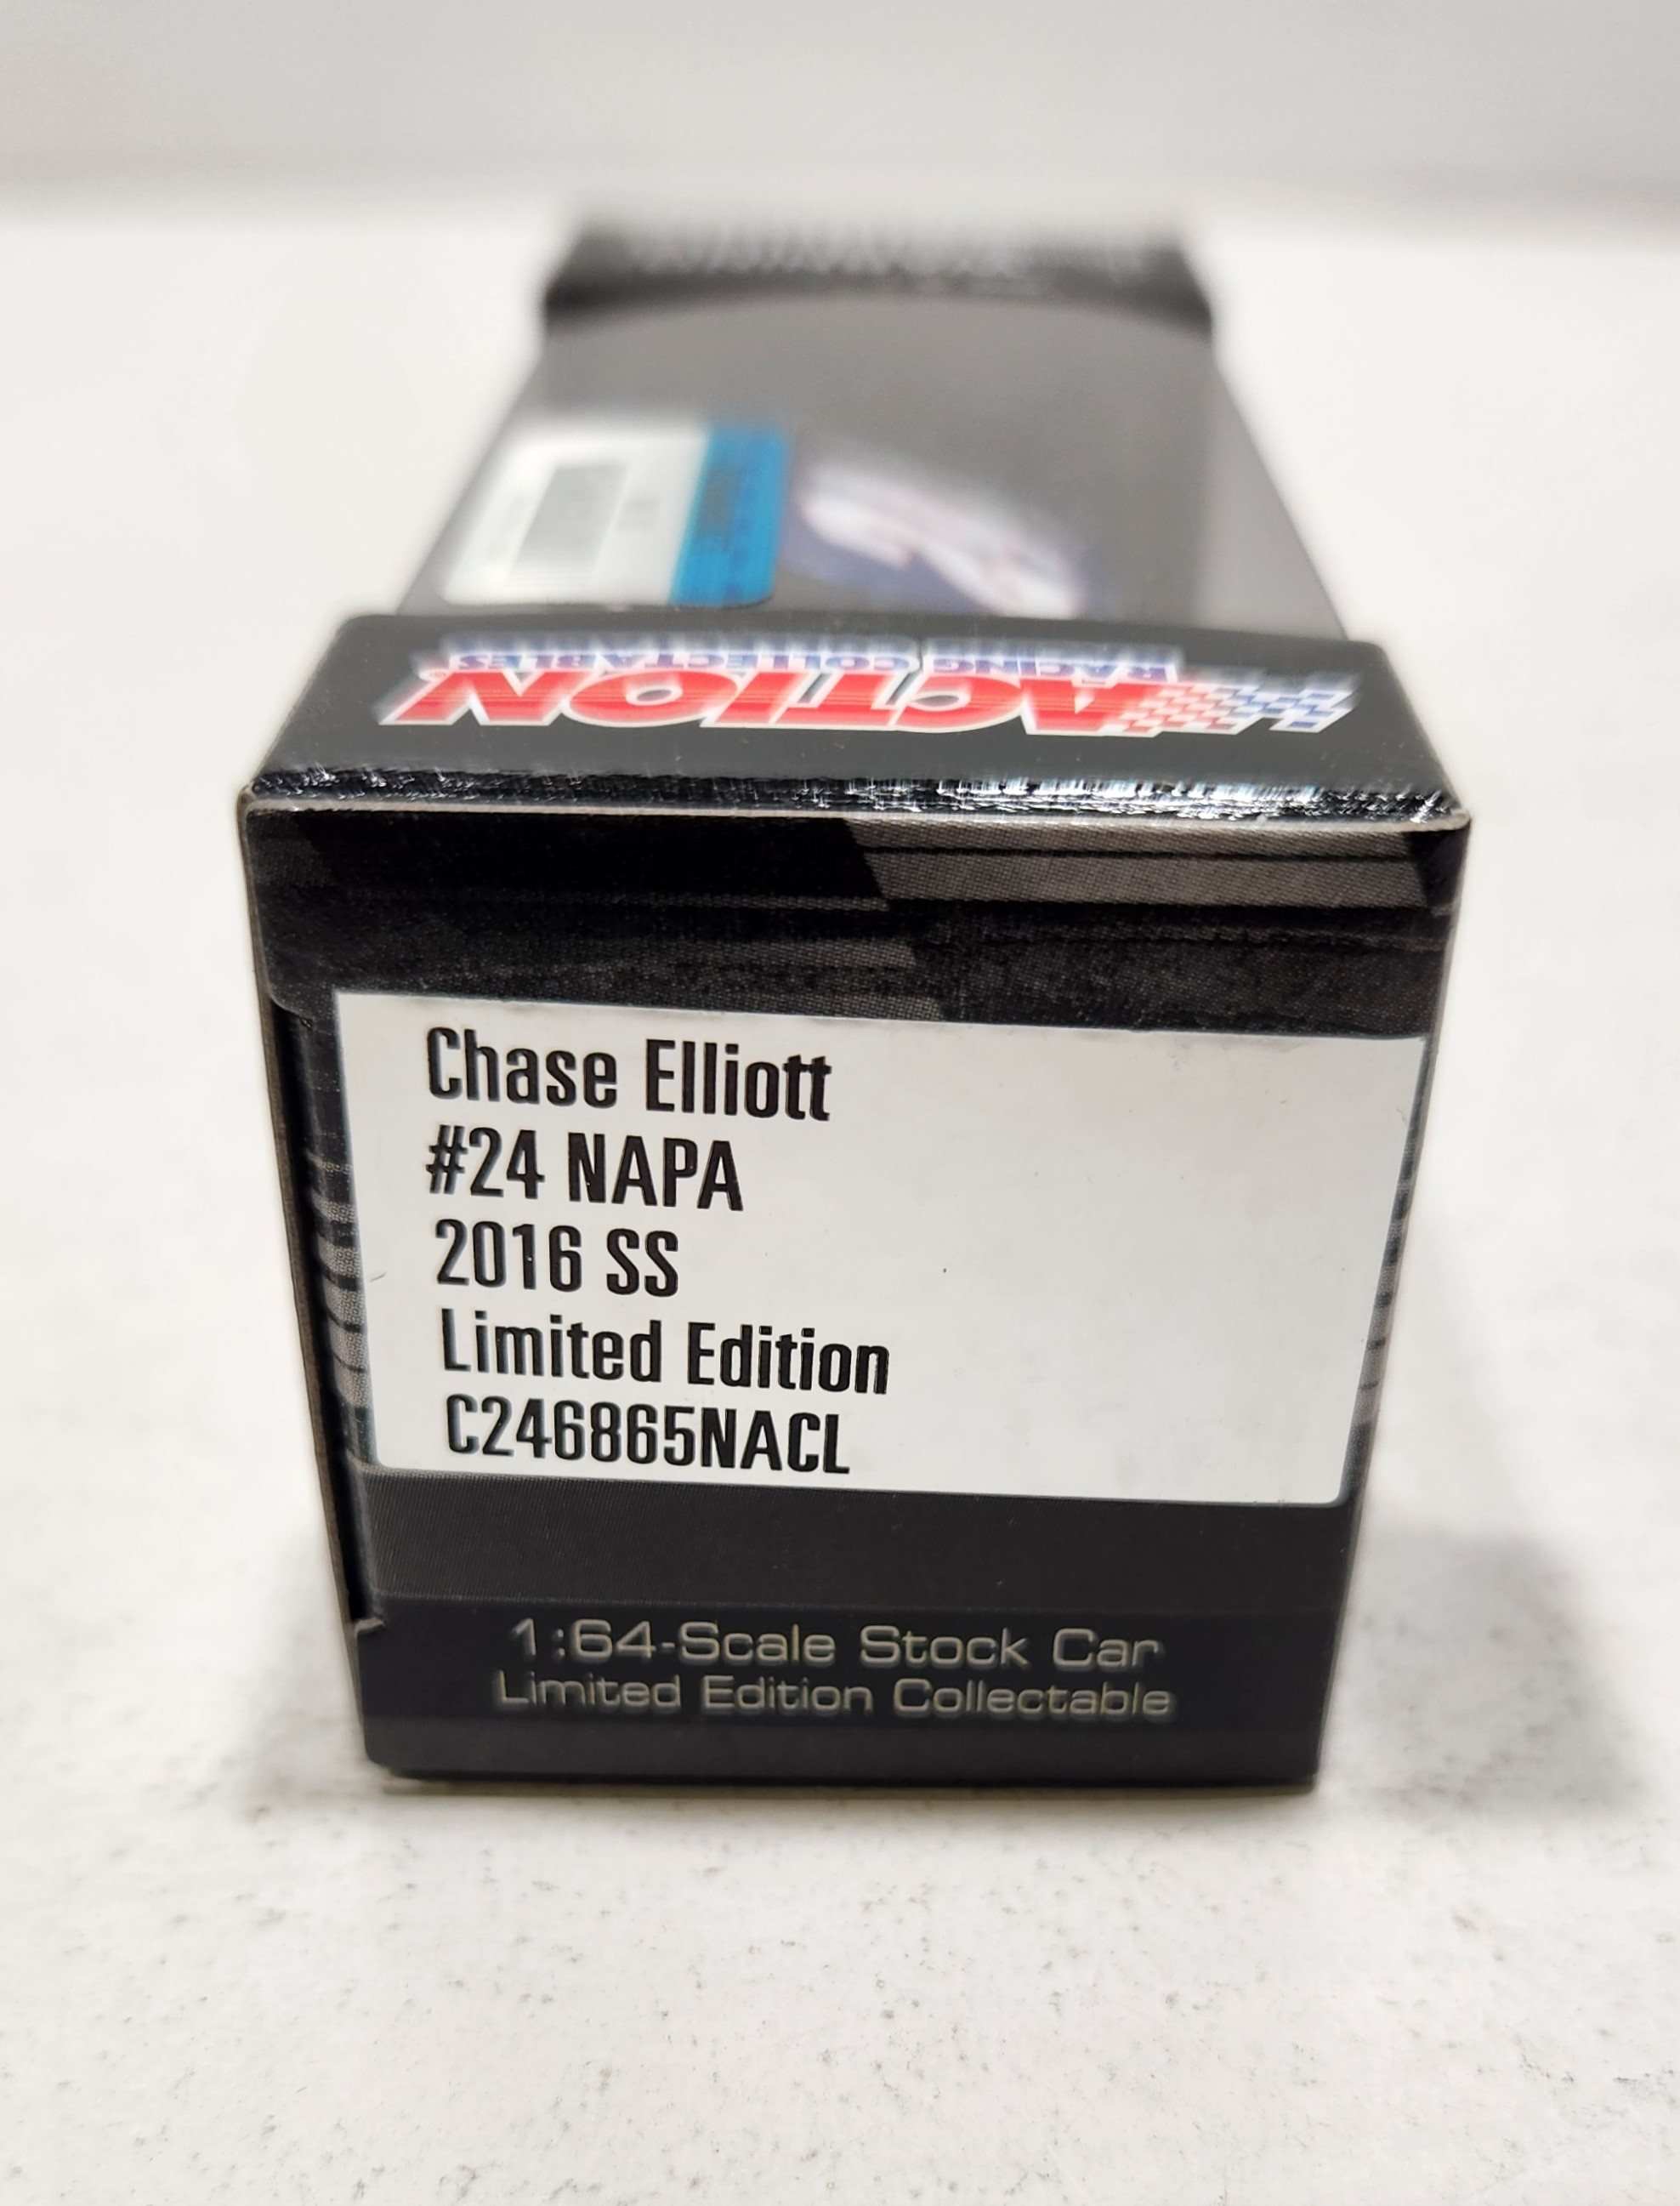 ACTION
RACING COLLECTABLES
Chase Elliott
#24 NAPA
2016 SS
Limited Edition
C246865NACL
1:64-Scale Stock Car
Limited Edition Collectable